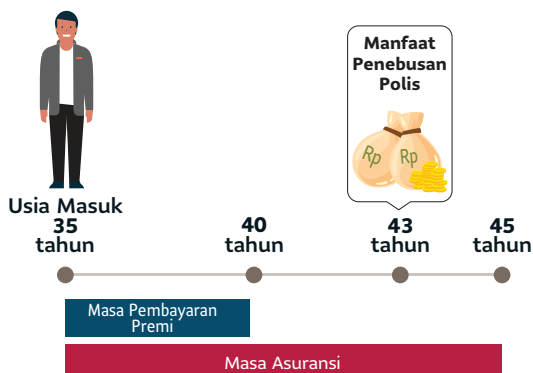 Manfaat
Penebusan
Polis
Rp
Rp
Usia Masuk
35
tahun
40
tahun
43
tahun
45
tahun
Masa Pembayaran
Premi
Masa Asuransi